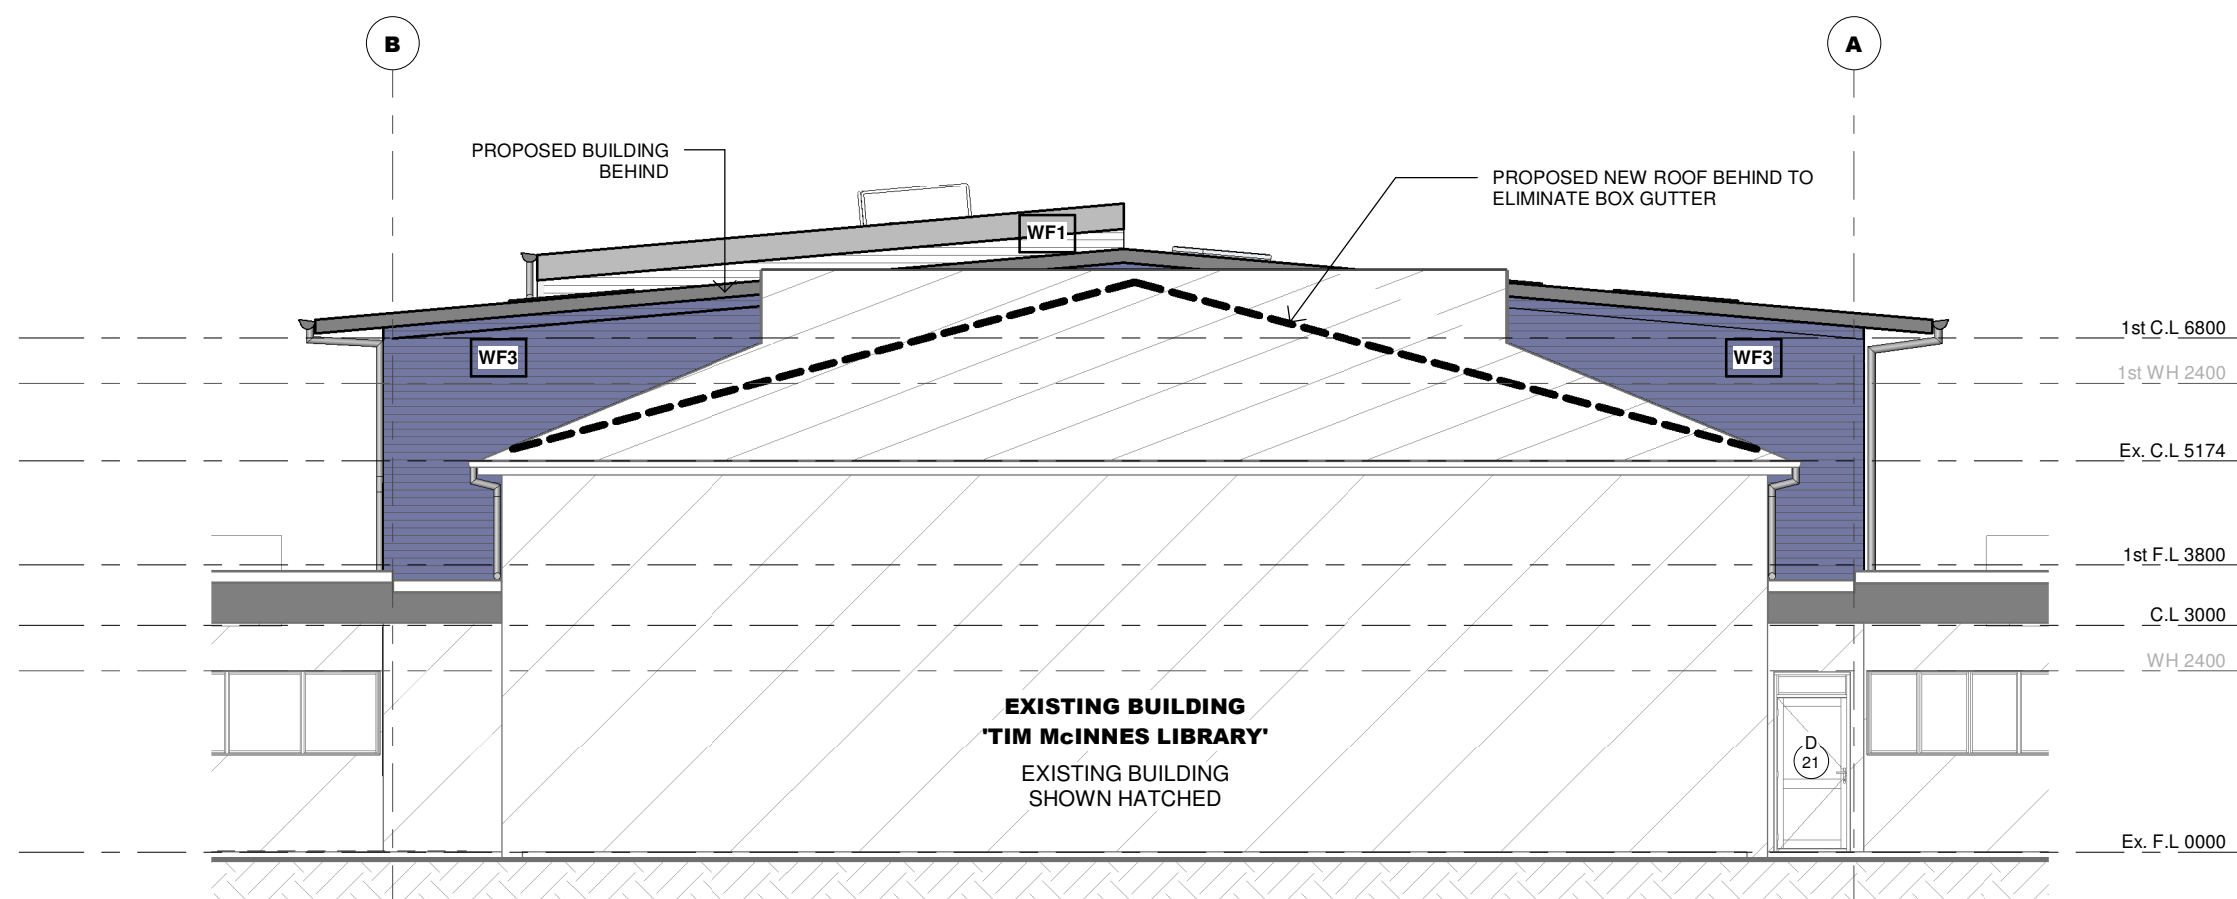 B
A
PROPOSED BUILDING
BEHIND
PROPOSED NEW ROOF BEHIND TO
ELIMINATE BOX GUTTER
WF1
1st C.L 6800
WF3
WF3
1st WH 2400
Ex. C.L 5174
1st F.L 3800
C.L 3000
WH 2400
EXISTING BUILDING
'TIM McINNES LIBRARY'
EXISTING BUILDING
SHOWN HATCHED
D
21
Ex. F.L 0000